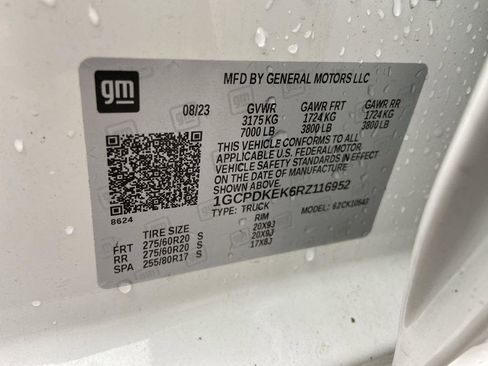 gm
MFD BY GENERAL MOTORS LLC
08/23 GVWR GAWR FRT GAWR RR
3175 KG 1724 KG 1724 KG
7000 LB 3800 LB 3800 LB
THIS VEHICLE CONFORMS TO ALL
APPLICABLE U.S. FEDERAL MOTOR
VEHICLE SAFETY STANDARDS IN EFFECT ON
THE DATE OF MANUFACTURE
1GCPDKEK6RZ116952
8624
TYPE: TRUCK MODEL:
TIRE SIZE RIM
FRT 275/60R20 S 20X9J
RR 275/60R20 S 20X9J
SPA 255/80R17 S 17X8J